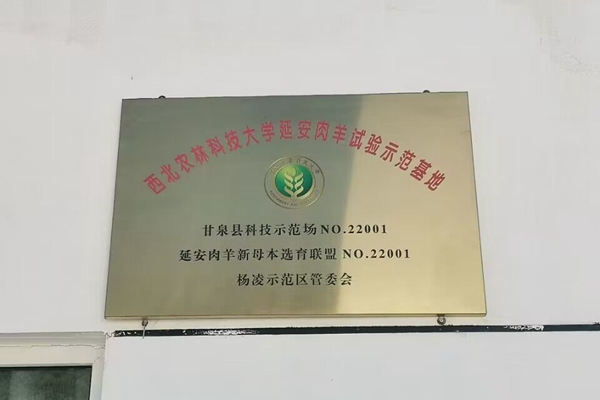 西北农林科技大学延安肉羊试验示范基地
甘泉县科技示范场NO.22001
延安肉羊新母本选育联盟 NO.22001
杨凌示范区管委会